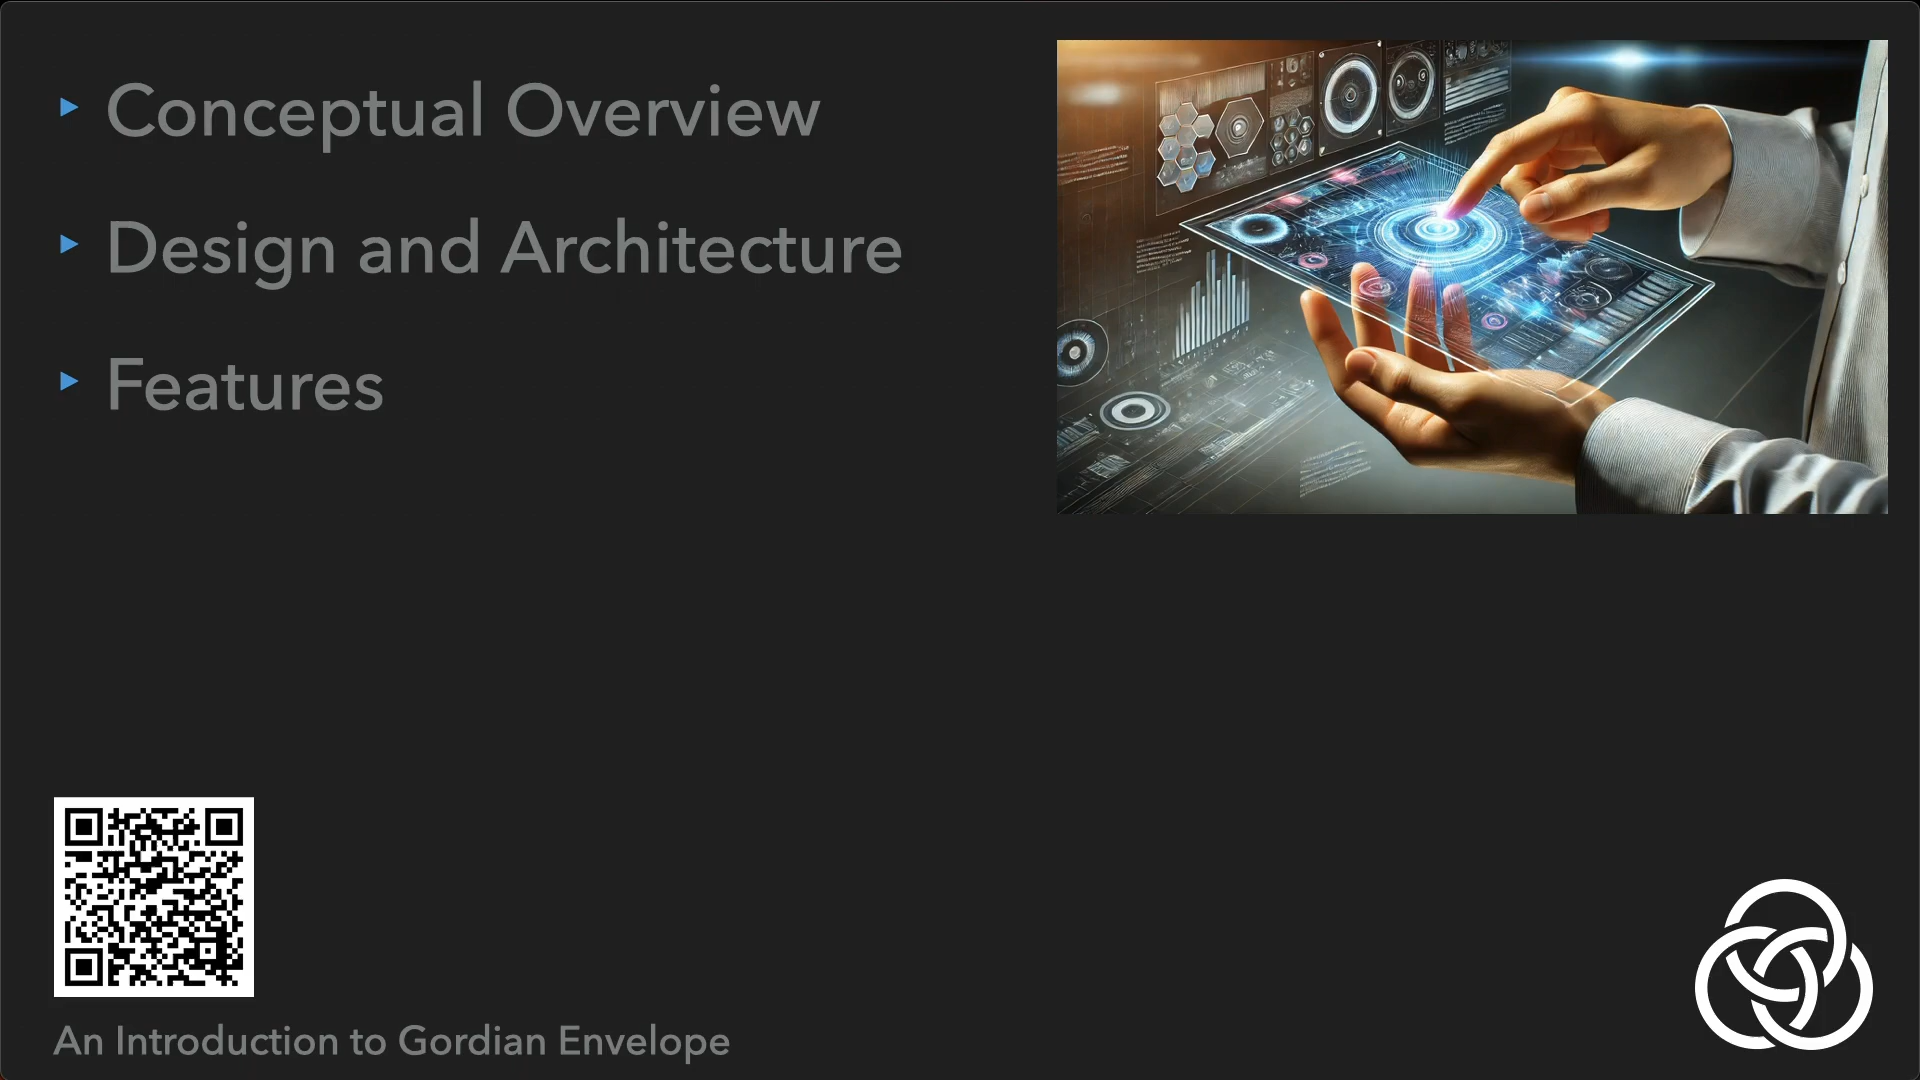 Conceptual Overview
Design and Architecture
Features
An Introduction to Gordian Envelope